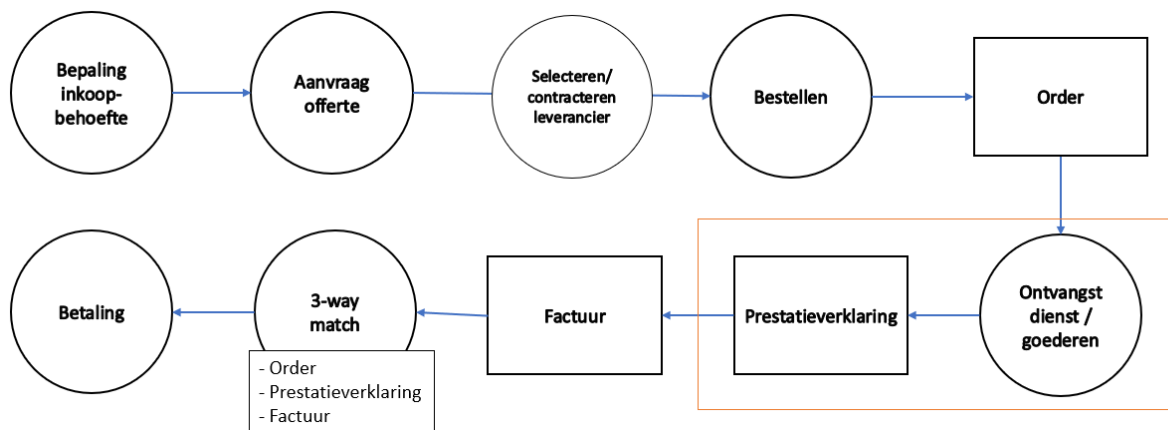 Bepaling
inkoop-
behoefte
Aanvraag
offerte
Selecteren/
contracteren
leverancier
Bestellen
Order
Betaling
3-way
match
- Order
- Prestatieverklaring
- Factuur
Factuur
Prestatieverklaring
Ontvangst
dienst /
goederen